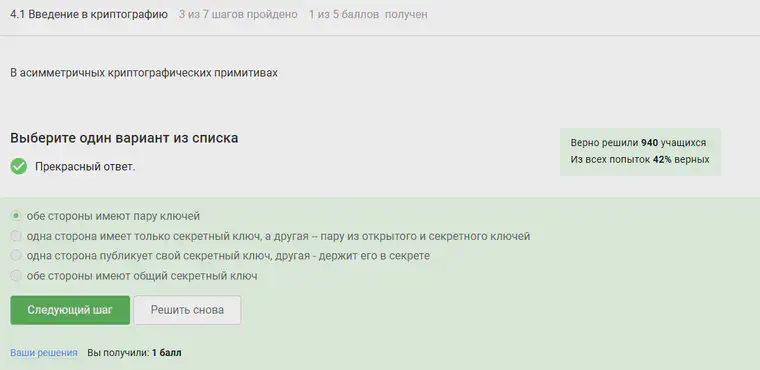 4.1 Введение в криптографию 3 из 7 шагов пройдено 1 из 5 баллов получен
В асимметричных криптографических примитивах
Выберите один вариант из списка
Прекрасный ответ.
Верно решили 940 учащихся
Из всех попыток 42% верных
обе стороны имеют пару ключей
одна сторона имеет только секретный ключ, а другая -- пару из открытого и секретного ключей
одна сторона публикует свой секретный ключ, другая - держит его в секрете
обе стороны имеют общий секретный ключ
Следующий шаг Решить снова
Ваши решения Вы получили: 1 балл